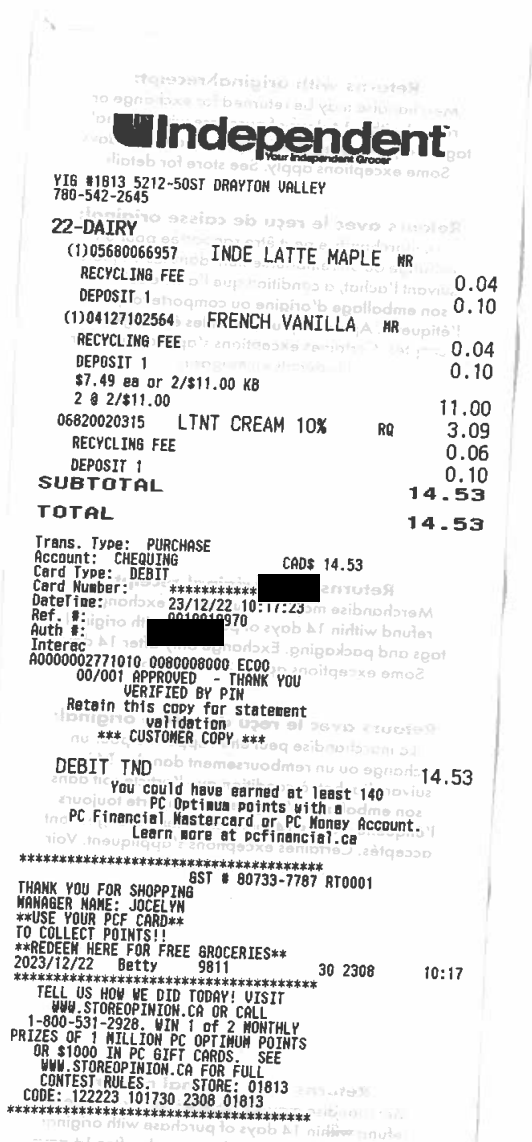 Independent
Your Independent Grocer
YIG #1813 5212-50ST DRAYTON VALLEY
780-542-2645
22-DAIRY
(1)05680066957 INDE LATTE MAPLE MR
RECYCLING FEE 0.04
DEPOSIT 1 0.10
(1)04127102564 FRENCH VANILLA MR
RECYCLING FEE 0.04
DEPOSIT 1 0.10
$7.49 ea or 2/$11.00 KB
2 @ 2/$11.00 11.00
06820020315 LTNT CREAM 10% RQ 3.09
RECYCLING FEE 0.06
DEPOSIT 1 0.10
SUBTOTAL 14.53
TOTAL 14.53
Trans. Type: PURCHASE
Account: CHEQUING CAD$ 14.53
Card Type: DEBIT
Card Number: ***********
DateTime: 23/12/22 10:17:23
Ref. #:
Auth #:
Interac
A0000002771010 0080008000 EC00
00/001 APPROVED - THANK YOU
VERIFIED BY PIN
Retain this copy for statement
validation
*** CUSTOMER COPY ***
DEBIT TND 14.53
You could have earned at least 140
PC Optimum points with a
PC Financial Mastercard or PC Money Account.
Learn more at pcfinancial.ca
**************************************
GST # 80733-7787 RT0001
THANK YOU FOR SHOPPING
MANAGER NAME: JOCELYN
**USE YOUR PCF CARD**
TO COLLECT POINTS!!
**REDEEM HERE FOR FREE GROCERIES**
2023/12/22 Betty 9811 30 2308 10:17
**************************************
TELL US HOW WE DID TODAY! VISIT
WWW.STOREOPINION.CA OR CALL
1-800-531-2928. WIN 1 of 2 MONTHLY
PRIZES OF 1 MILLION PC OPTIMUM POINTS
OR $1000 IN PC GIFT CARDS. SEE
WWW.STOREOPINION.CA FOR FULL
CONTEST RULES. STORE: 01813
CODE: 122223 101730 2308 01813
**************************************